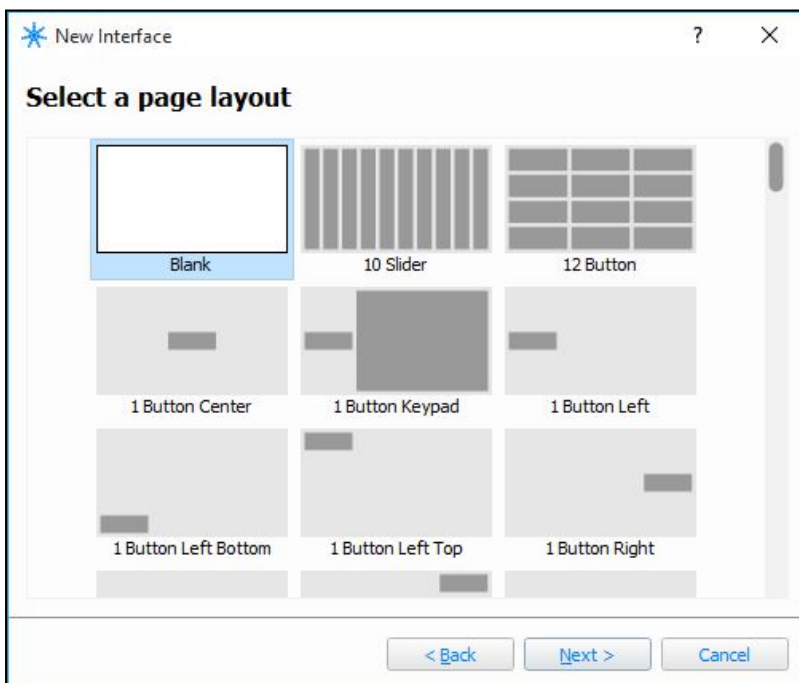 New Interface
?
Select a page layout
Blank
10 Slider
12 Button
1 Button Center
1 Button Keypad
1 Button Left
1 Button Left Bottom
1 Button Left Top
1 Button Right
< Back
Next >
Cancel